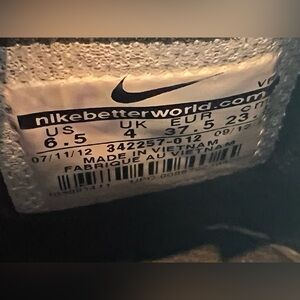 nikebetterworld.com
US UK EUR cm
6.5 4 37.5 23.
07/11/12 342257-012 09/12
MADE IN VIETNAM
FABRIQUE AU VIETNAM